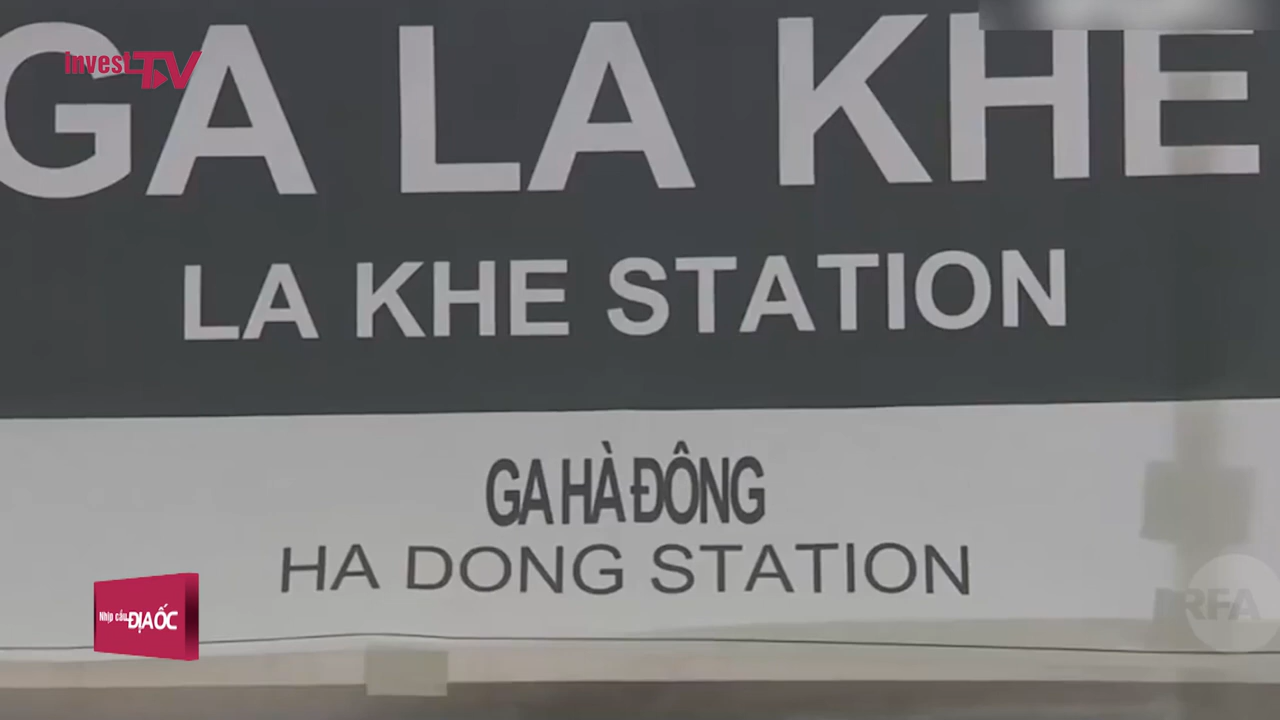 Invest TV
GA LA KHE
LA KHE STATION
GA HÀ ĐÔNG
HA DONG STATION
Nhịp cầu ĐỊA ỐC
RFA